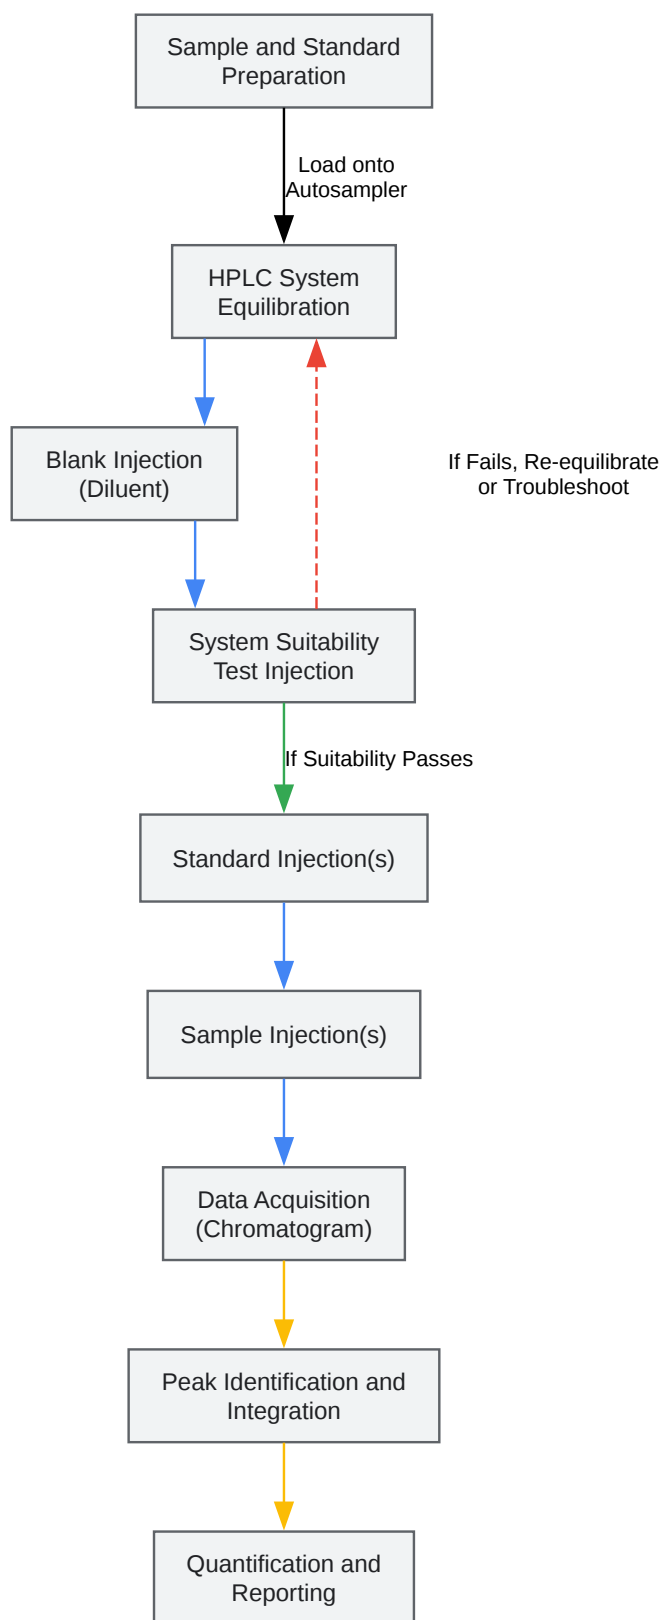 Sample and Standard
Preparation
Load onto
Autosampler
HPLC System
Equilibration
Blank Injection
(Diluent)
If Fails, Re-equilibrate
or Troubleshoot
System Suitability
Test Injection
If Suitability Passes
Standard Injection(s)
Sample Injection(s)
Data Acquisition
(Chromatogram)
Peak Identification and
Integration
Quantification and
Reporting